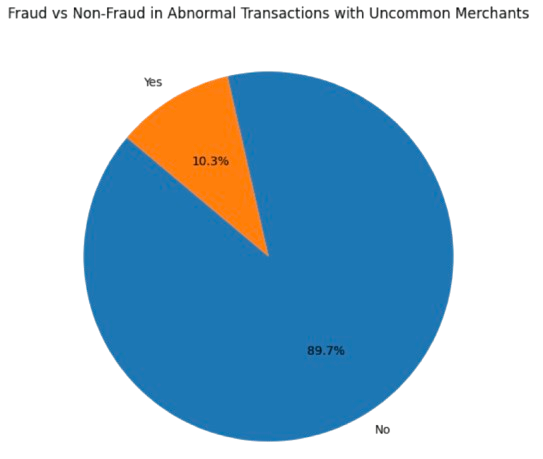 Fraud vs Non-Fraud in Abnormal Transactions with Uncommon Merchants
Yes
10.3%
89.7%
No